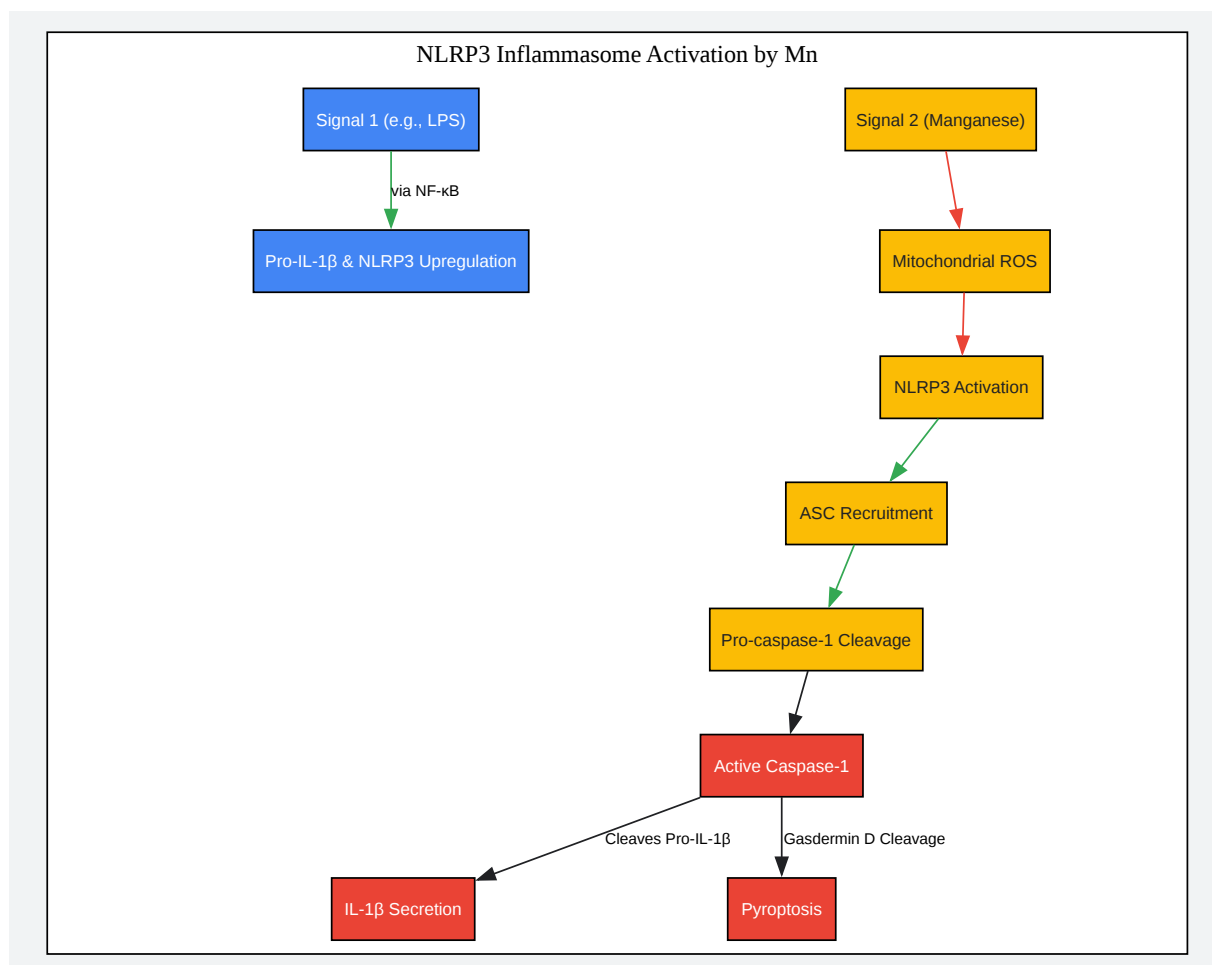 NLRP3 Inflammasome Activation by Mn
Signal 1 (e.g., LPS)
Signal 2 (Manganese)
via NF-κB
Pro-IL-1β & NLRP3 Upregulation
Mitochondrial ROS
NLRP3 Activation
ASC Recruitment
Pro-caspase-1 Cleavage
Active Caspase-1
Cleaves Pro-IL-1β
Gasdermin D Cleavage
IL-1β Secretion
Pyroptosis